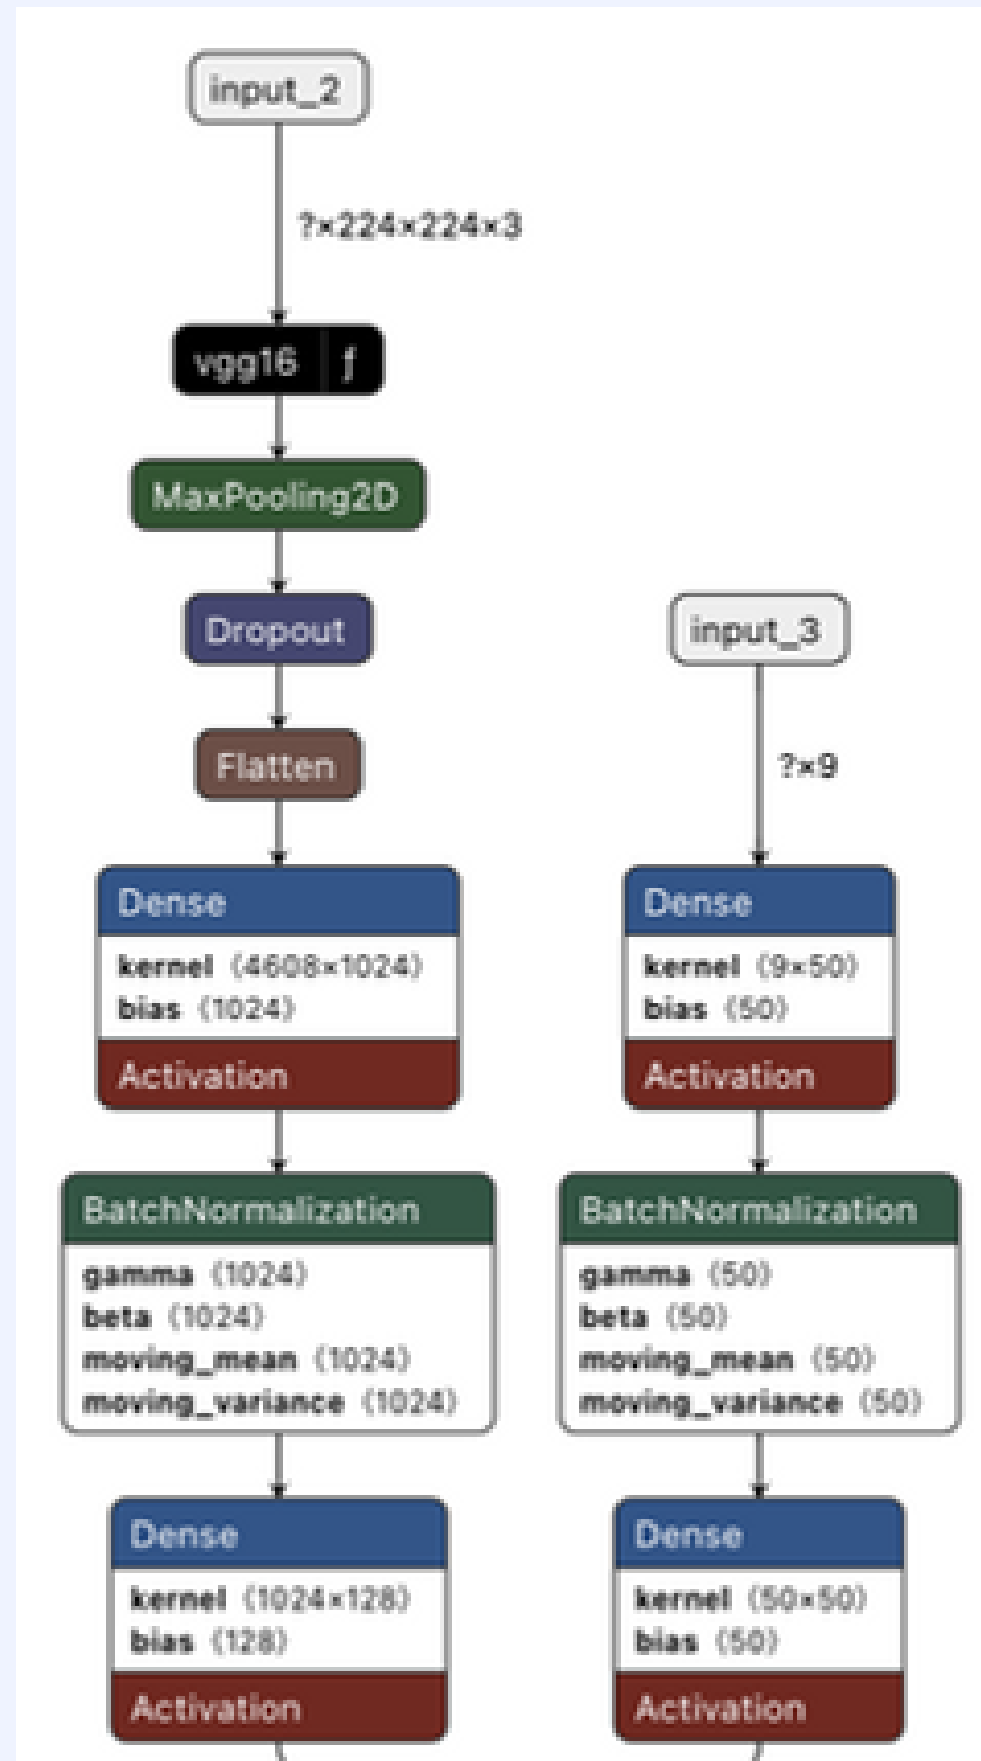 input_2
?×224×224×3
vgg16 ƒ
MaxPooling2D
Dropout
Flatten
Dense
kernel ⟨4608×1024⟩
bias ⟨1024⟩
Activation
BatchNormalization
gamma ⟨1024⟩
beta ⟨1024⟩
moving_mean ⟨1024⟩
moving_variance ⟨1024⟩
Dense
kernel ⟨1024×128⟩
bias ⟨128⟩
Activation
input_3
?×9
Dense
kernel ⟨9×50⟩
bias ⟨50⟩
Activation
BatchNormalization
gamma ⟨50⟩
beta ⟨50⟩
moving_mean ⟨50⟩
moving_variance ⟨50⟩
Dense
kernel ⟨50×50⟩
bias ⟨50⟩
Activation